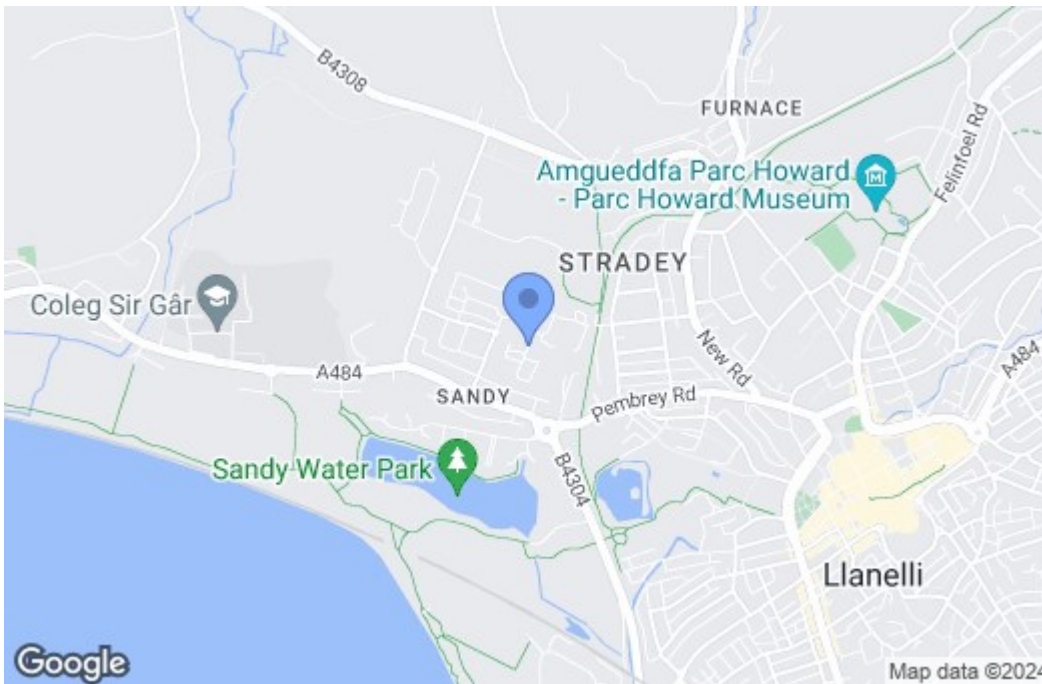 B4308
FURNACE
Felinfoel Rd
Amgueddfa Parc Howard
- Parc Howard Museum
STRADEY
Coleg Sir Gâr
New Rd
A484
A484
SANDY
Pembrey Rd
Sandy Water Park
B4304
Llanelli
Google
Map data ©2024